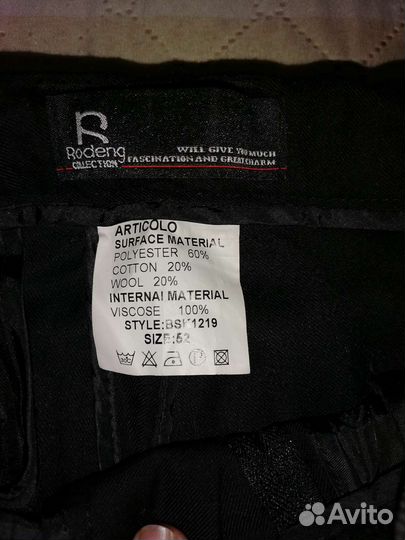 Rodeng
COLLECTION
WILL GIVE YOU MUCH
FASCINATION AND GREAT CHARM
ARTICOLO
SURFACE MATERIAL
POLYESTER 60%
COTTON 20%
WOOL 20%
INTERNAI MATERIAL
VISCOSE 100%
STYLE:BSK1219
SIZE:52
Avito